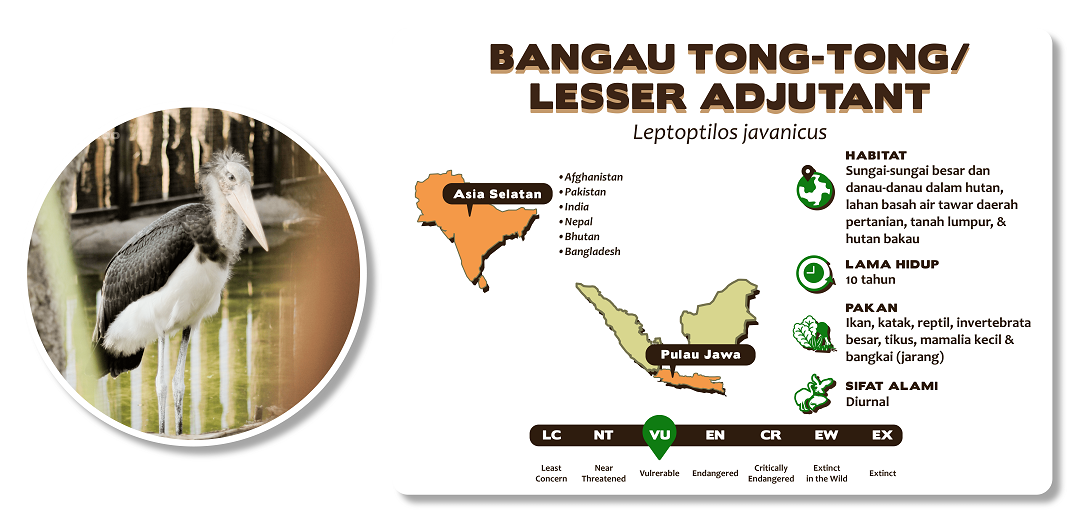 BANGAU TONG-TONG/
LESSER ADJUTANT
Leptoptilos javanicus
Asia Selatan
•Afghanistan
•Pakistan
•India
•Nepal
•Bhutan
•Bangladesh
Pulau Jawa
HABITAT
Sungai-sungai besar dan
danau-danau dalam hutan,
lahan basah air tawar daerah
pertanian, tanah lumpur, &
hutan bakau
LAMA HIDUP
10 tahun
PAKAN
Ikan, katak, reptil, invertebrata
besar, tikus, mamalia kecil &
bangkai (jarang)
SIFAT ALAMI
Diurnal
LC NT VU EN CR EW EX
Least Concern
Near Threatened
Vulrerable
Endangered
Critically Endangered
Extinct in the Wild
Extinct